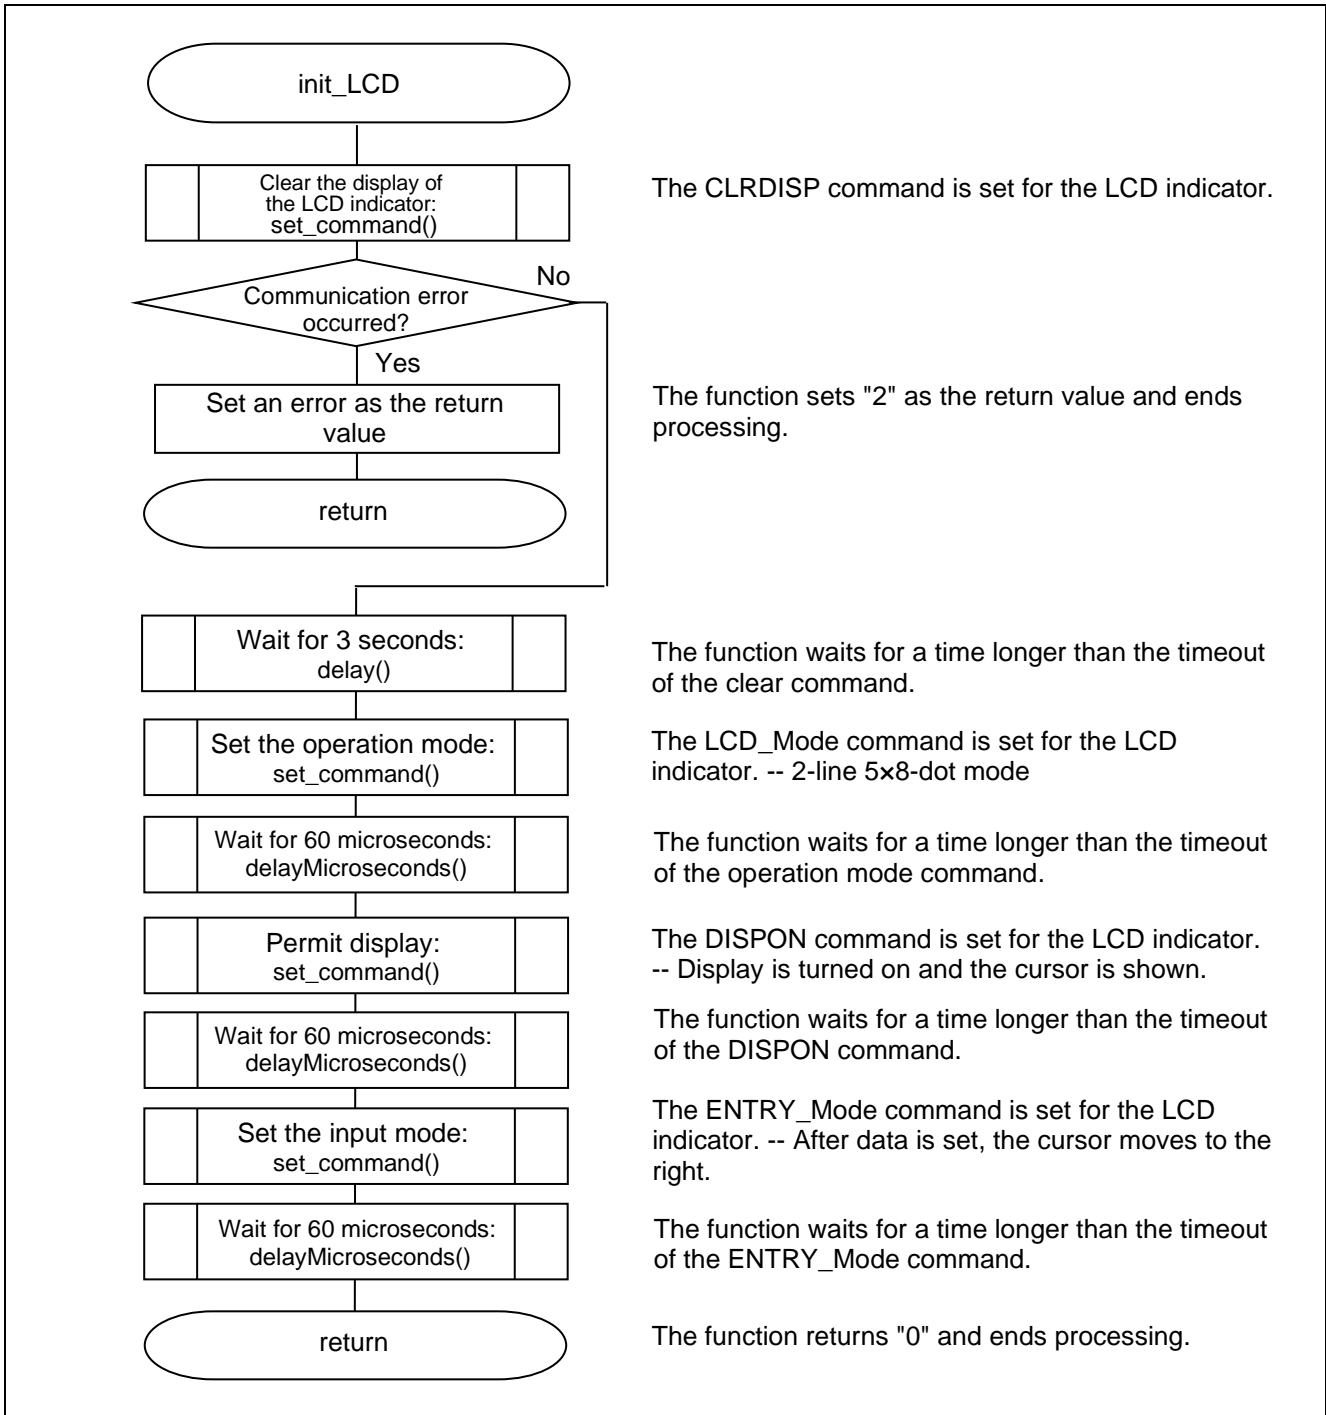 init_LCD
Clear the display of
the LCD indicator:
set_command()
The CLRDISP command is set for the LCD indicator.
No
Communication error
occurred?
Yes
Set an error as the return
value
The function sets "2" as the return value and ends
processing.
return
Wait for 3 seconds:
delay()
The function waits for a time longer than the timeout
of the clear command.
Set the operation mode:
set_command()
The LCD_Mode command is set for the LCD
indicator. -- 2-line 5×8-dot mode
Wait for 60 microseconds:
delayMicroseconds()
The function waits for a time longer than the timeout
of the operation mode command.
Permit display:
set_command()
The DISPON command is set for the LCD indicator.
-- Display is turned on and the cursor is shown.
Wait for 60 microseconds:
delayMicroseconds()
The function waits for a time longer than the timeout
of the DISPON command.
Set the input mode:
set_command()
The ENTRY_Mode command is set for the LCD
indicator. -- After data is set, the cursor moves to the
right.
Wait for 60 microseconds:
delayMicroseconds()
The function waits for a time longer than the timeout
of the ENTRY_Mode command.
return
The function returns "0" and ends processing.